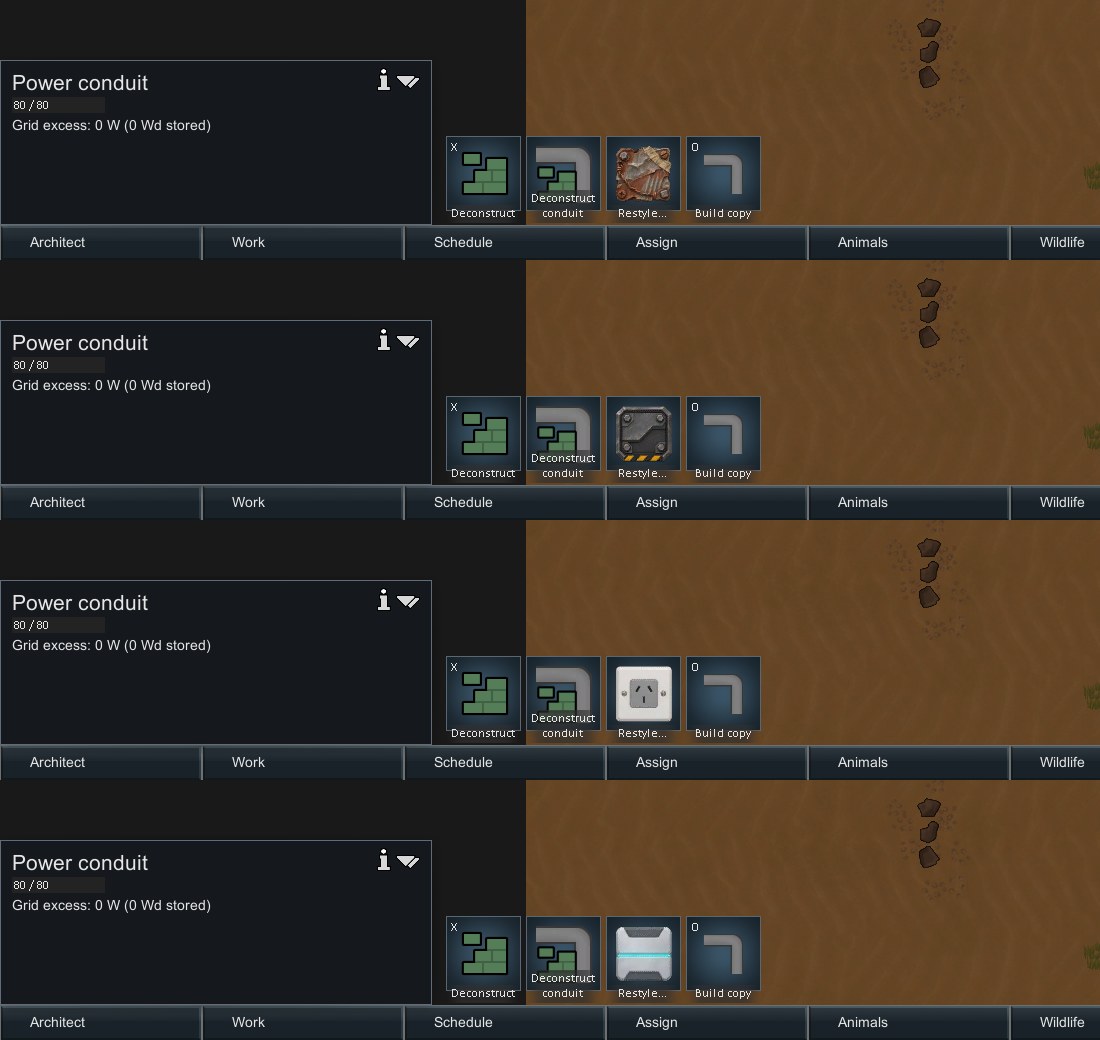 Power conduit
80 / 80
Grid excess: 0 W (0 Wd stored)
X
O
Deconstruct
Deconstruct conduit
Restyle...
Build copy
Architect
Work
Schedule
Assign
Animals
Wildlife
Power conduit
80 / 80
Grid excess: 0 W (0 Wd stored)
X
O
Deconstruct
Deconstruct conduit
Restyle...
Build copy
Architect
Work
Schedule
Assign
Animals
Wildlife
Power conduit
80 / 80
Grid excess: 0 W (0 Wd stored)
X
O
Deconstruct
Deconstruct conduit
Restyle...
Build copy
Architect
Work
Schedule
Assign
Animals
Wildlife
Power conduit
80 / 80
Grid excess: 0 W (0 Wd stored)
X
O
Deconstruct
Deconstruct conduit
Restyle...
Build copy
Architect
Work
Schedule
Assign
Animals
Wildlife